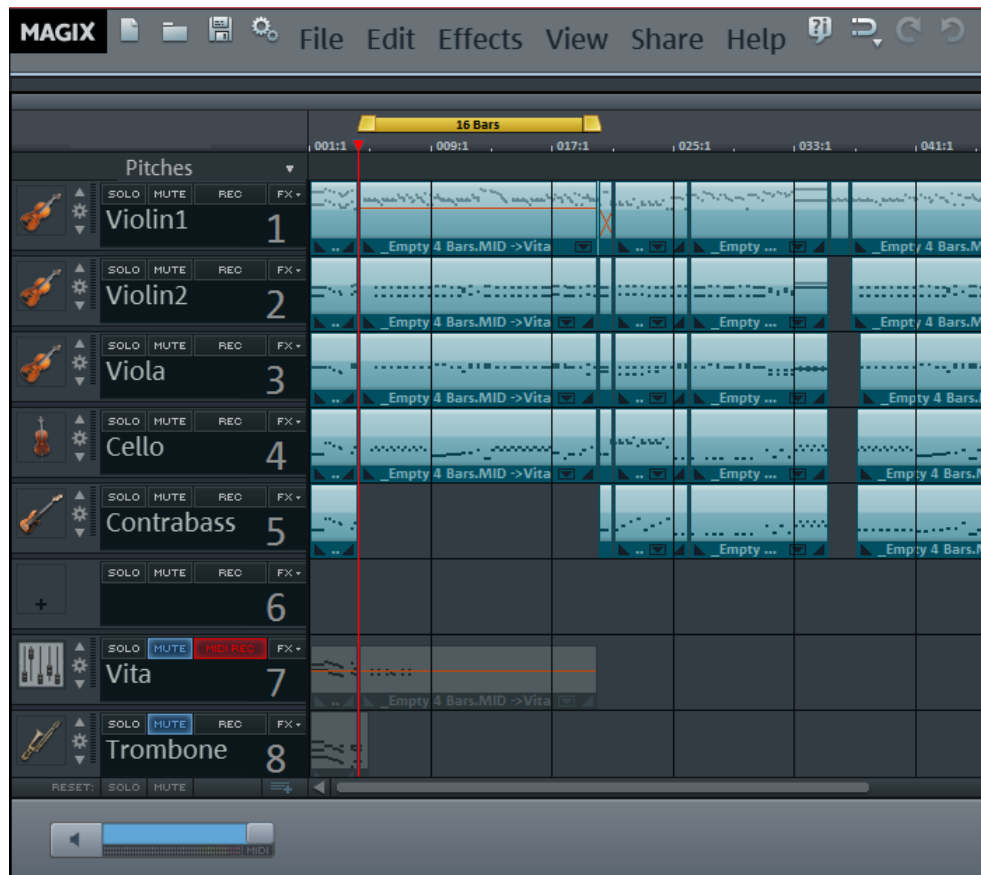 MAGIX File Edit Effects View Share Help
16 Bars
001:1 009:1 017:1 025:1 033:1 041:1
Pitches
SOLO MUTE REC FX
Violin1 1
.. _Empty 4 Bars.MID ->Vita .. _Empty ... _Empty 4 Bars.M
SOLO MUTE REC FX
Violin2 2
.. _Empty 4 Bars.MID ->Vita .. _Empty ... _Empty 4 Bars.M
SOLO MUTE REC FX
Viola 3
.. _Empty 4 Bars.MID ->Vita .. _Empty ... _Empty 4 Bars.
SOLO MUTE REC FX
Cello 4
.. _Empty 4 Bars.MID ->Vita .. _Empty ... _Empty 4 Bars.M
SOLO MUTE REC FX
Contrabass 5
.. .. _Empty ... _Empty 4 Bars.M
SOLO MUTE REC FX
6
SOLO MUTE MIDI REC FX
Vita 7
.. _Empty 4 Bars.MID ->Vita
SOLO MUTE REC FX
Trombone 8
RESET: SOLO MUTE
MIDI